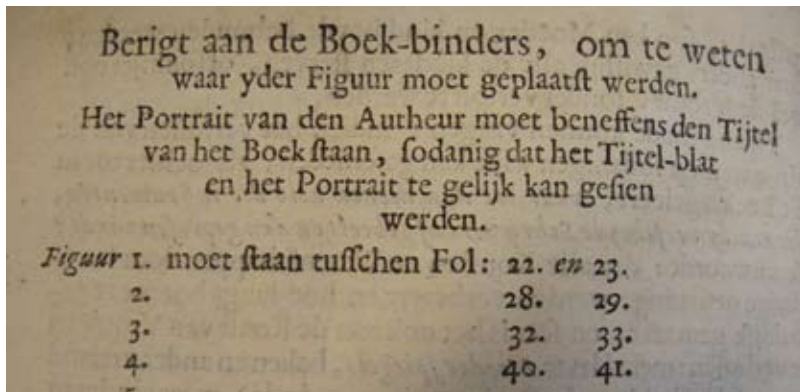 Berigt aan de Boek-binders, om te weten
waar yder Figuur moet geplaatſt werden.
Het Portrait van den Autheur moet beneffens den Tijtel
van het Boek ſtaan, ſodanig dat het Tijtel-blat
en het Portrait te gelijk kan geſien
werden.
Figuur 1. moet ſtaan tuſſchen Fol: 22. en 23.
2. 28. 29.
3. 32. 33.
4. 40. 41.